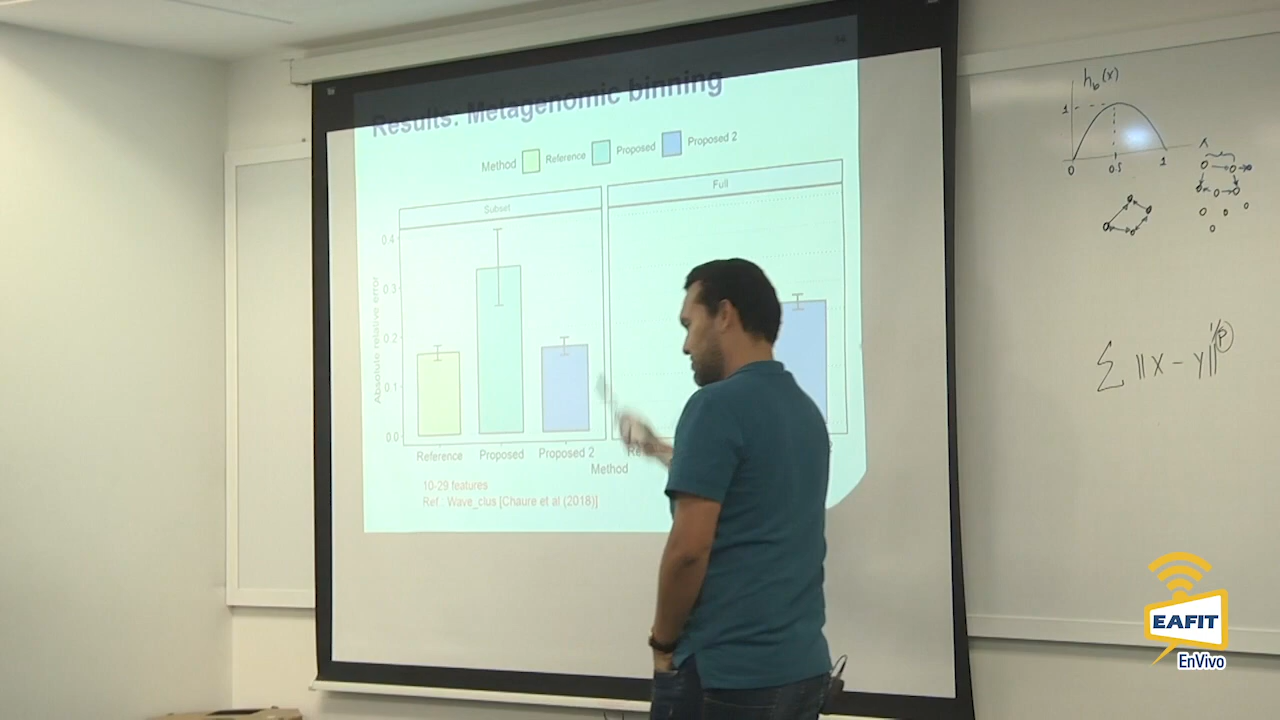 Results: Metagenomic binning
Method Reference Proposed Proposed 2
Subset
Full
Absolute relative error
0.4
0.3
0.2
0.1
0.0
Reference Proposed Proposed 2
Method
10-29 features
Ref : Wave_clus [Chaure et al (2018)]
h_b(x)
1
0 0.5 1 x
Σ ||X - Y||^1/p
EAFIT
EnVivo